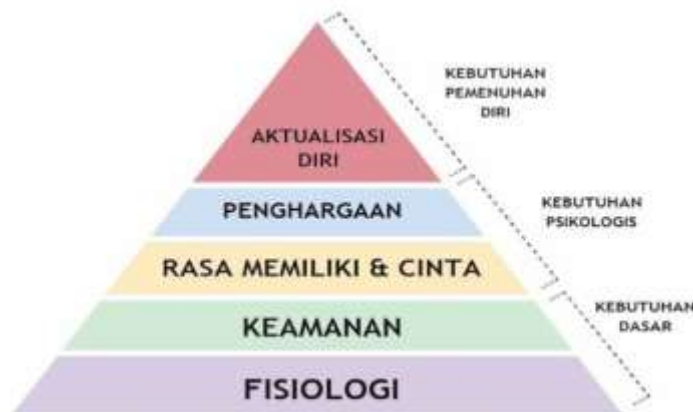 KEBUTUHAN
PEMENUHAN
DIRI
AKTUALISASI
DIRI
PENGHARGAAN
KEBUTUHAN
PSIKOLOGIS
RASA MEMILIKI & CINTA
KEBUTUHAN
DASAR
KEAMANAN
FISIOLOGI